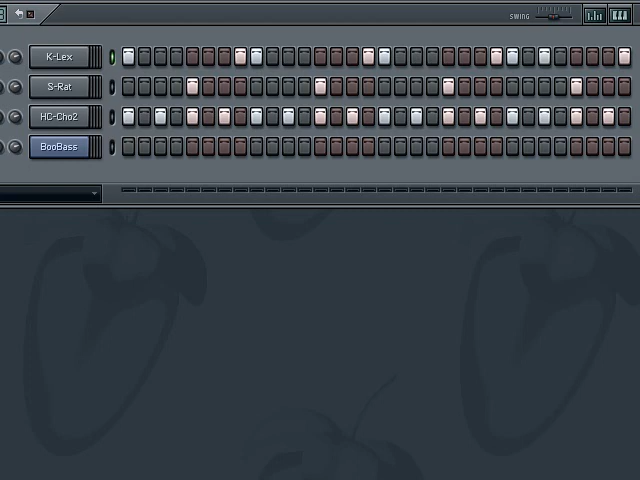 SWING
K-Lex
S-Rat
HC-Cho2
BooBass